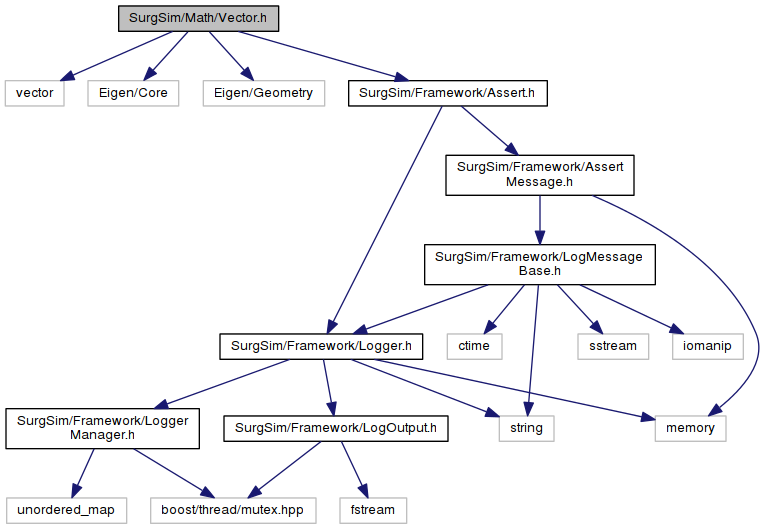 SurgSim/Math/Vector.h
vector
Eigen/Core
Eigen/Geometry
SurgSim/Framework/Assert.h
SurgSim/Framework/Assert
Message.h
SurgSim/Framework/LogMessage
Base.h
SurgSim/Framework/Logger.h
ctime
sstream
iomanip
SurgSim/Framework/Logger
Manager.h
SurgSim/Framework/LogOutput.h
string
memory
unordered_map
boost/thread/mutex.hpp
fstream